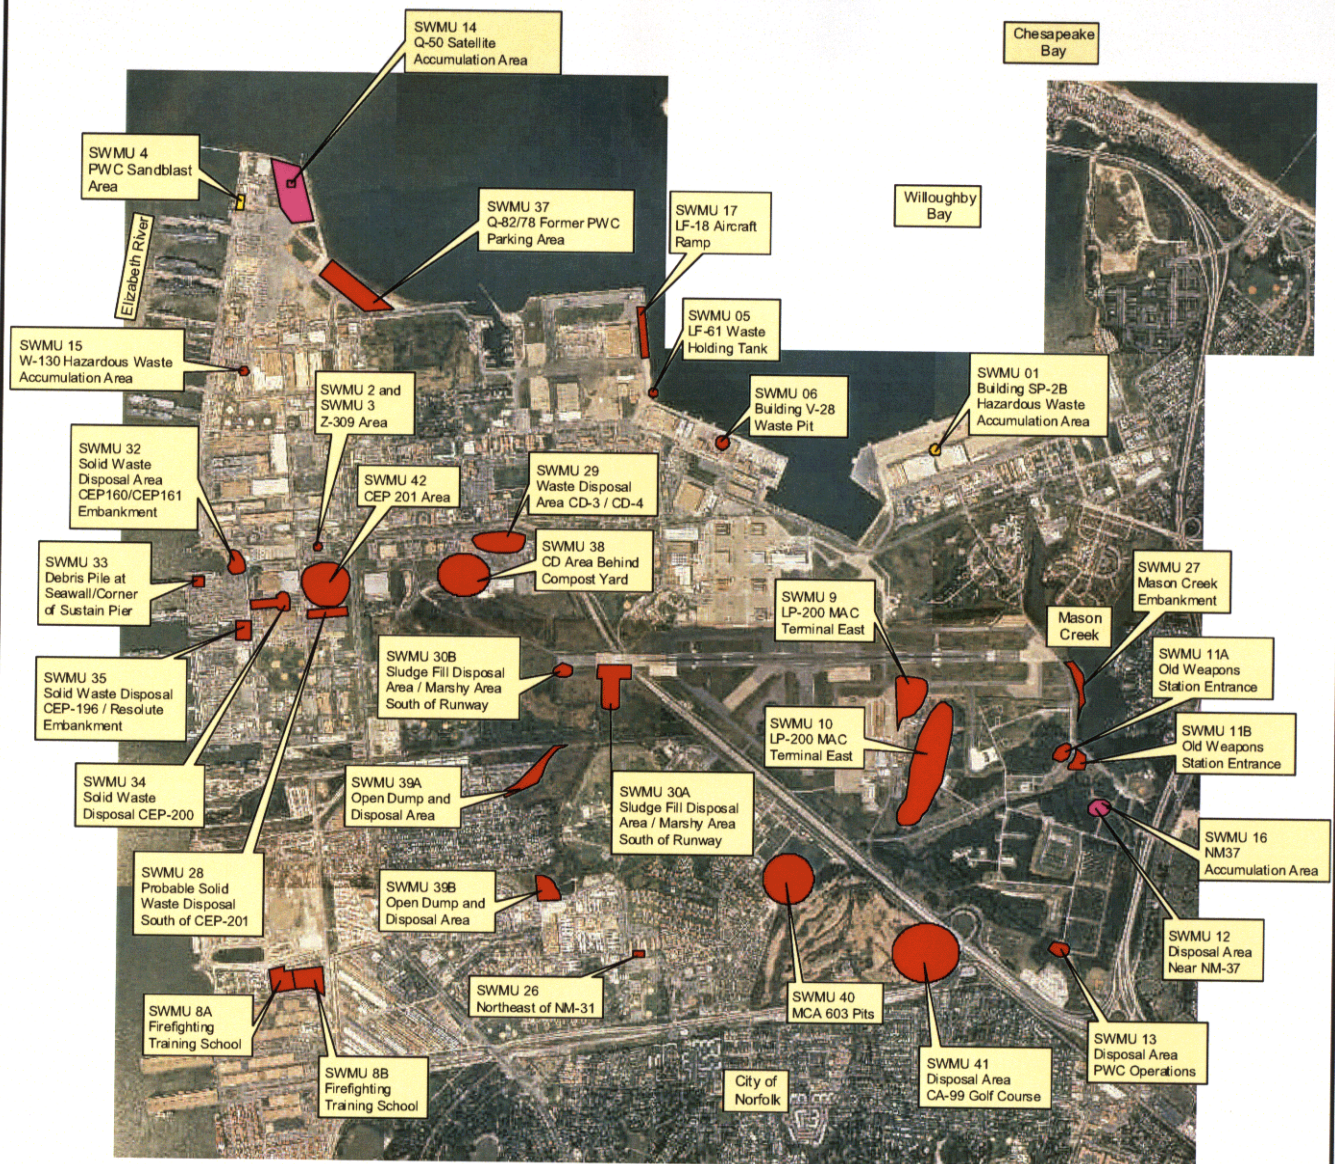 SWMU 14
Q-50 Satellite
Accumulation Area
Chesapeake
Bay
SWMU 4
PWC Sandblast
Area
SWMU 37
Q-82/78 Former PWC
Parking Area
SWMU 17
LF-18 Aircraft
Ramp
Willoughby
Bay
Elizabeth River
SWMU 15
W-130 Hazardous Waste
Accumulation Area
SWMU 05
LF-61 Waste
Holding Tank
SWMU 2 and
SWMU 3
Z-309 Area
SWMU 06
Building V-28
Waste Pit
SWMU 01
Building SP-2B
Hazardous Waste
Accumulation Area
SWMU 32
Solid Waste
Disposal Area
CEP160/CEP161
Embankment
SWMU 42
CEP 201 Area
SWMU 29
Waste Disposal
Area CD-3 / CD-4
SWMU 33
Debris Pile at
Seawall/Corner
of Sustain Pier
SWMU 38
CD Area Behind
Compost Yard
SWMU 9
LP-200 MAC
Terminal East
SWMU 27
Mason Creek
Embankment
Mason
Creek
SWMU 35
Solid Waste Disposal
CEP-196 / Resolute
Embankment
SWMU 30B
Sludge Fill Disposal
Area / Marshy Area
South of Runway
SWMU 11A
Old Weapons
Station Entrance
SWMU 10
LP-200 MAC
Terminal East
SWMU 11B
Old Weapons
Station Entrance
SWMU 34
Solid Waste
Disposal CEP-200
SWMU 39A
Open Dump and
Disposal Area
SWMU 30A
Sludge Fill Disposal
Area / Marshy Area
South of Runway
SWMU 16
NM37
Accumulation Area
SWMU 28
Probable Solid
Waste Disposal
South of CEP-201
SWMU 39B
Open Dump and
Disposal Area
SWMU 12
Disposal Area
Near NM-37
SWMU 26
Northeast of NM-31
SWMU 40
MCA 603 Pits
SWMU 8A
Firefighting
Training School
SWMU 13
Disposal Area
PWC Operations
SWMU 8B
Firefighting
Training School
City of
Norfolk
SWMU 41
Disposal Area
CA-99 Golf Course